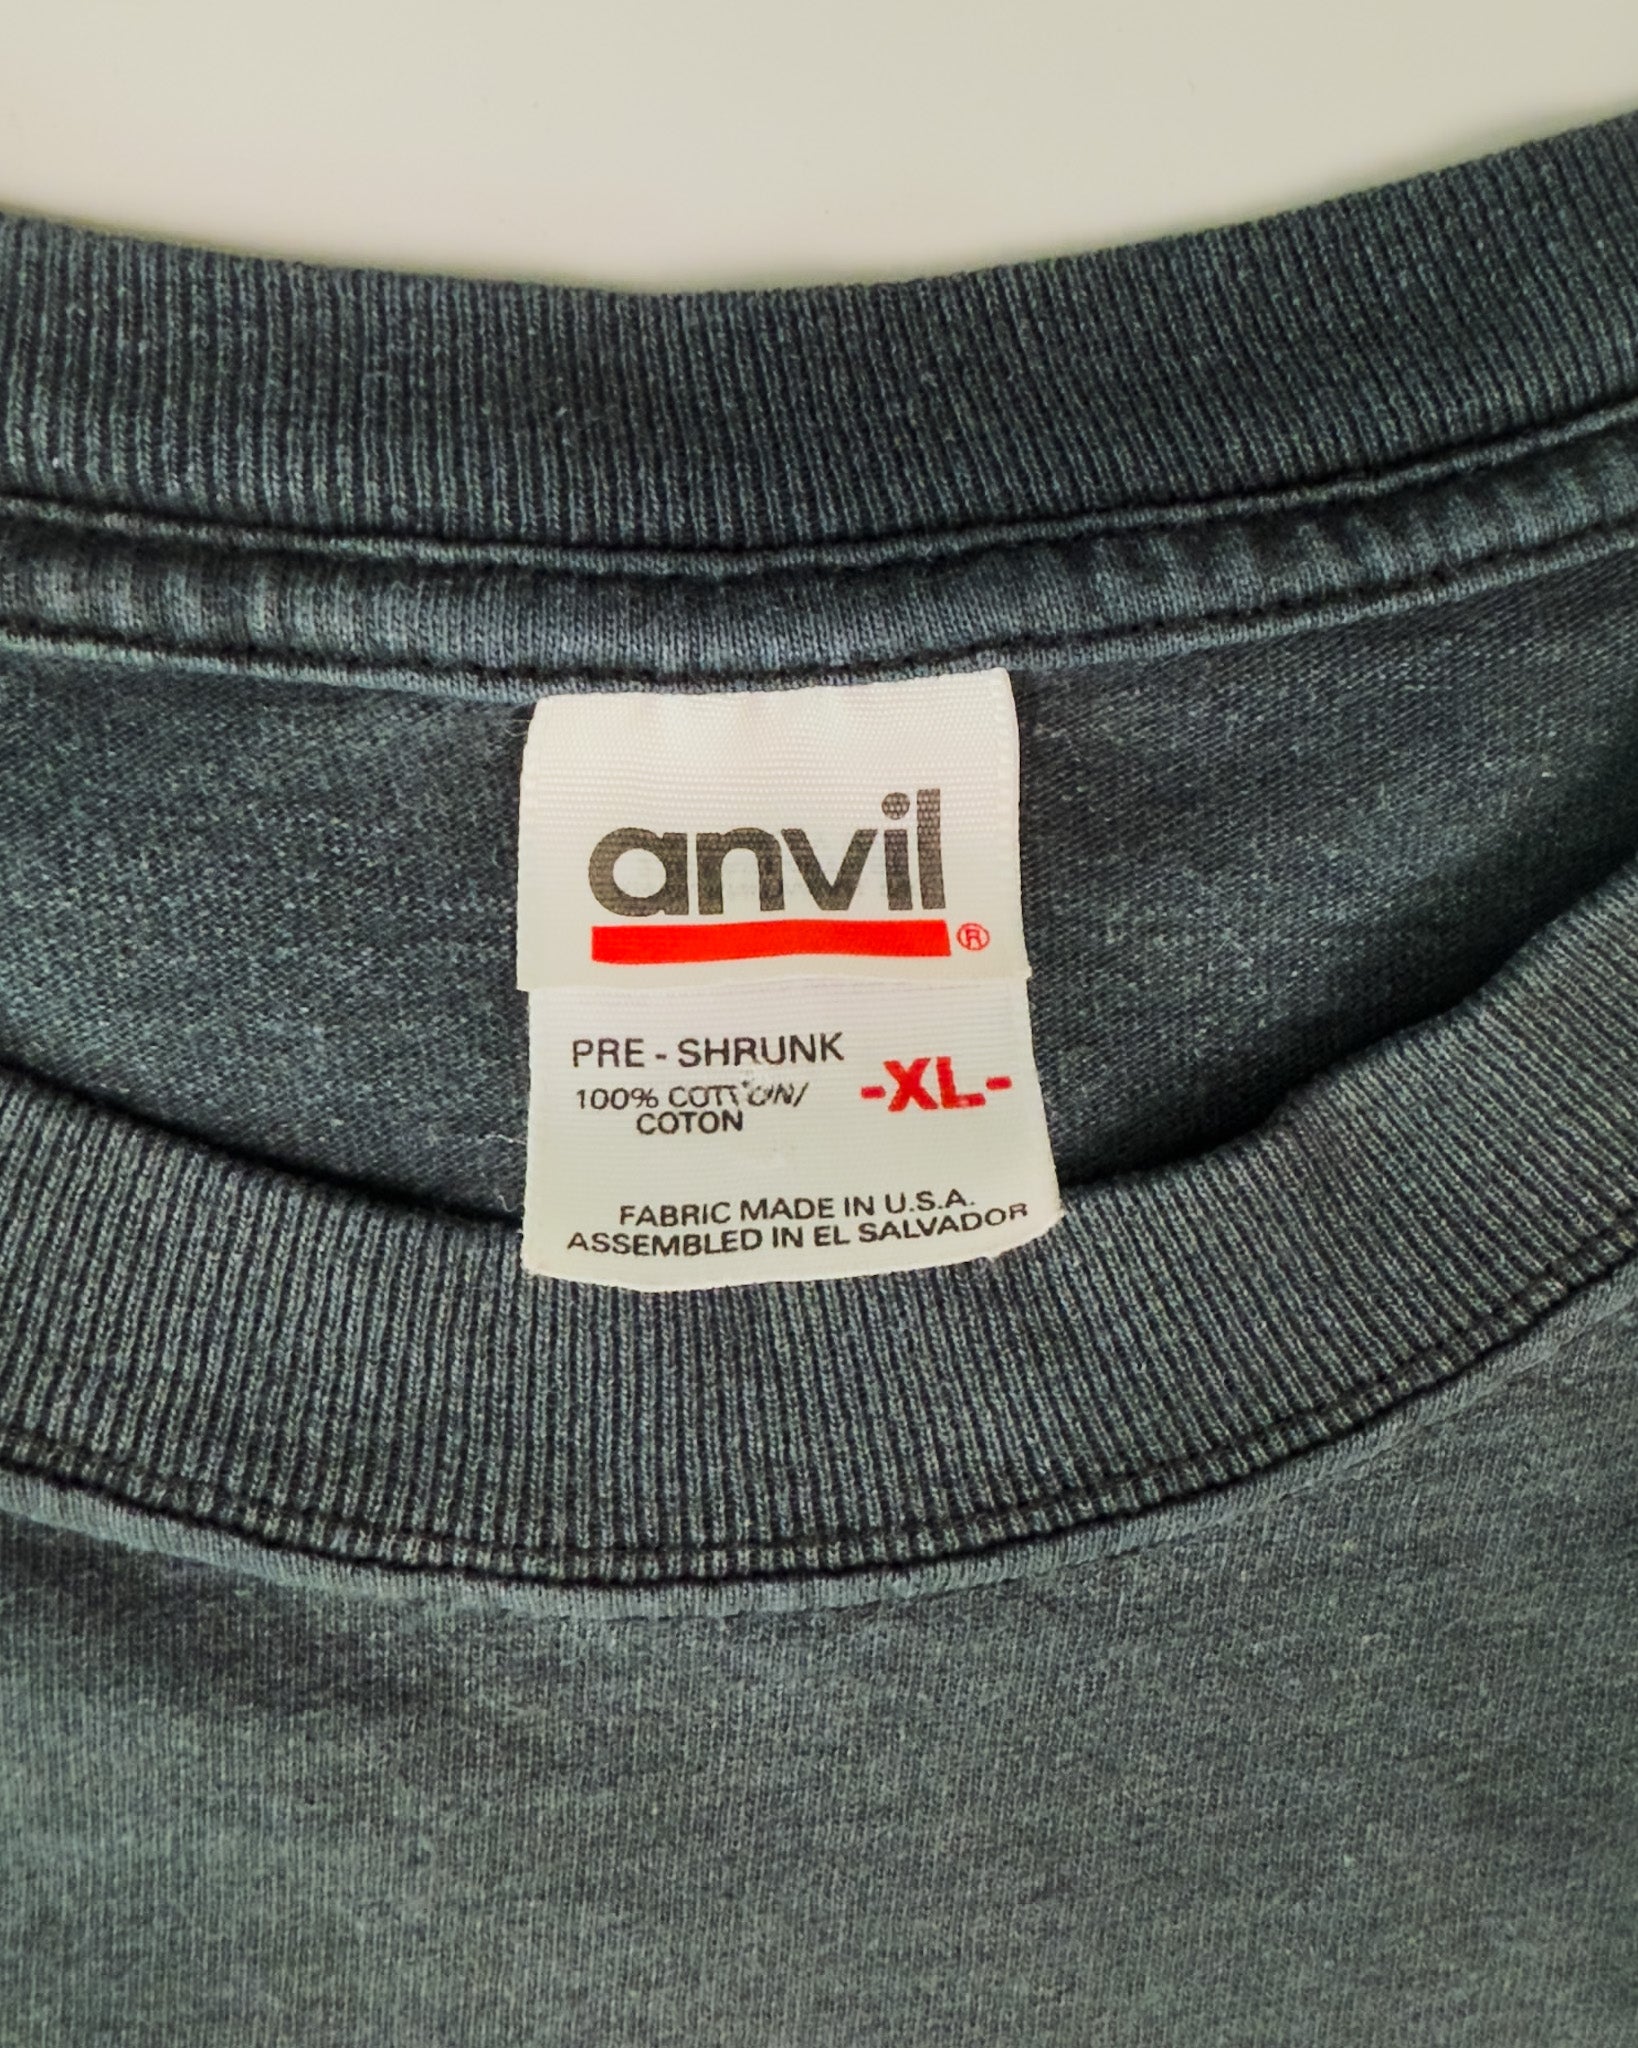 anvil®
PRE - SHRUNK -XL-
100% COTTON/
COTON
FABRIC MADE IN U.S.A.
ASSEMBLED IN EL SALVADOR